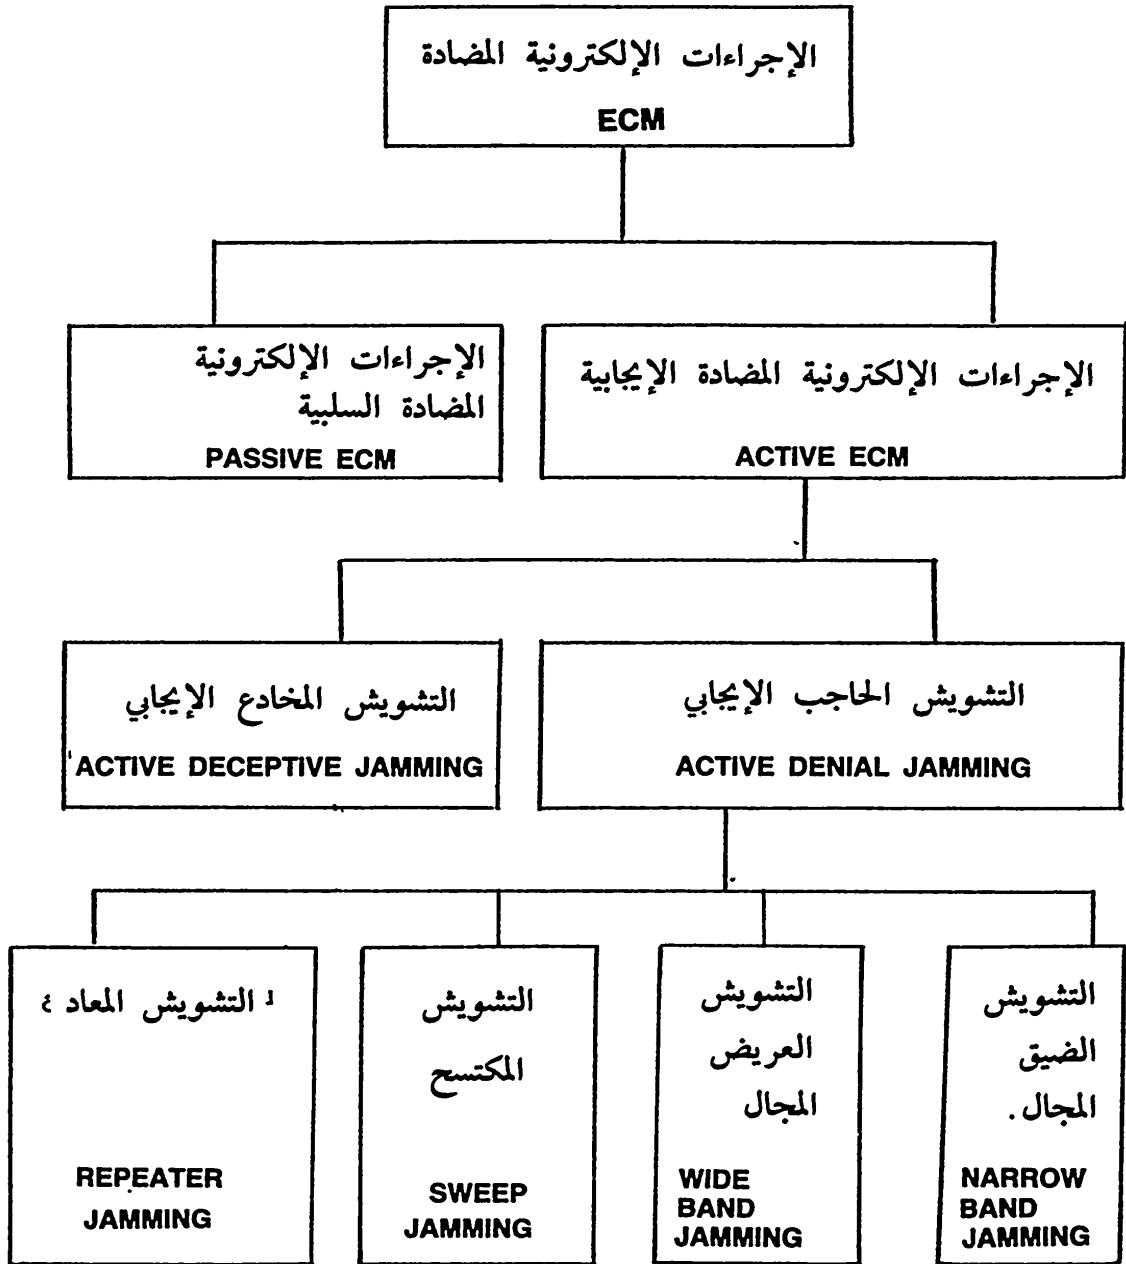 الإجراءات الإلكترونية المضادة
ECM
الإجراءات الإلكترونية المضادة الإيجابية
ACTIVE ECM
الإجراءات الإلكترونية
المضادة السلبية
PASSIVE ECM
التشويش الحاجب الإيجابي
ACTIVE DENIAL JAMMING
التشويش المخادع الإيجابي
ACTIVE DECEPTIVE JAMMING
التشويش
الضيق
المجال.
NARROW
BAND
JAMMING
التشويش
العريض
المجال
WIDE
BAND
JAMMING
التشويش
المكتسح
SWEEP
JAMMING
التشويش المعاد
REPEATER
JAMMING